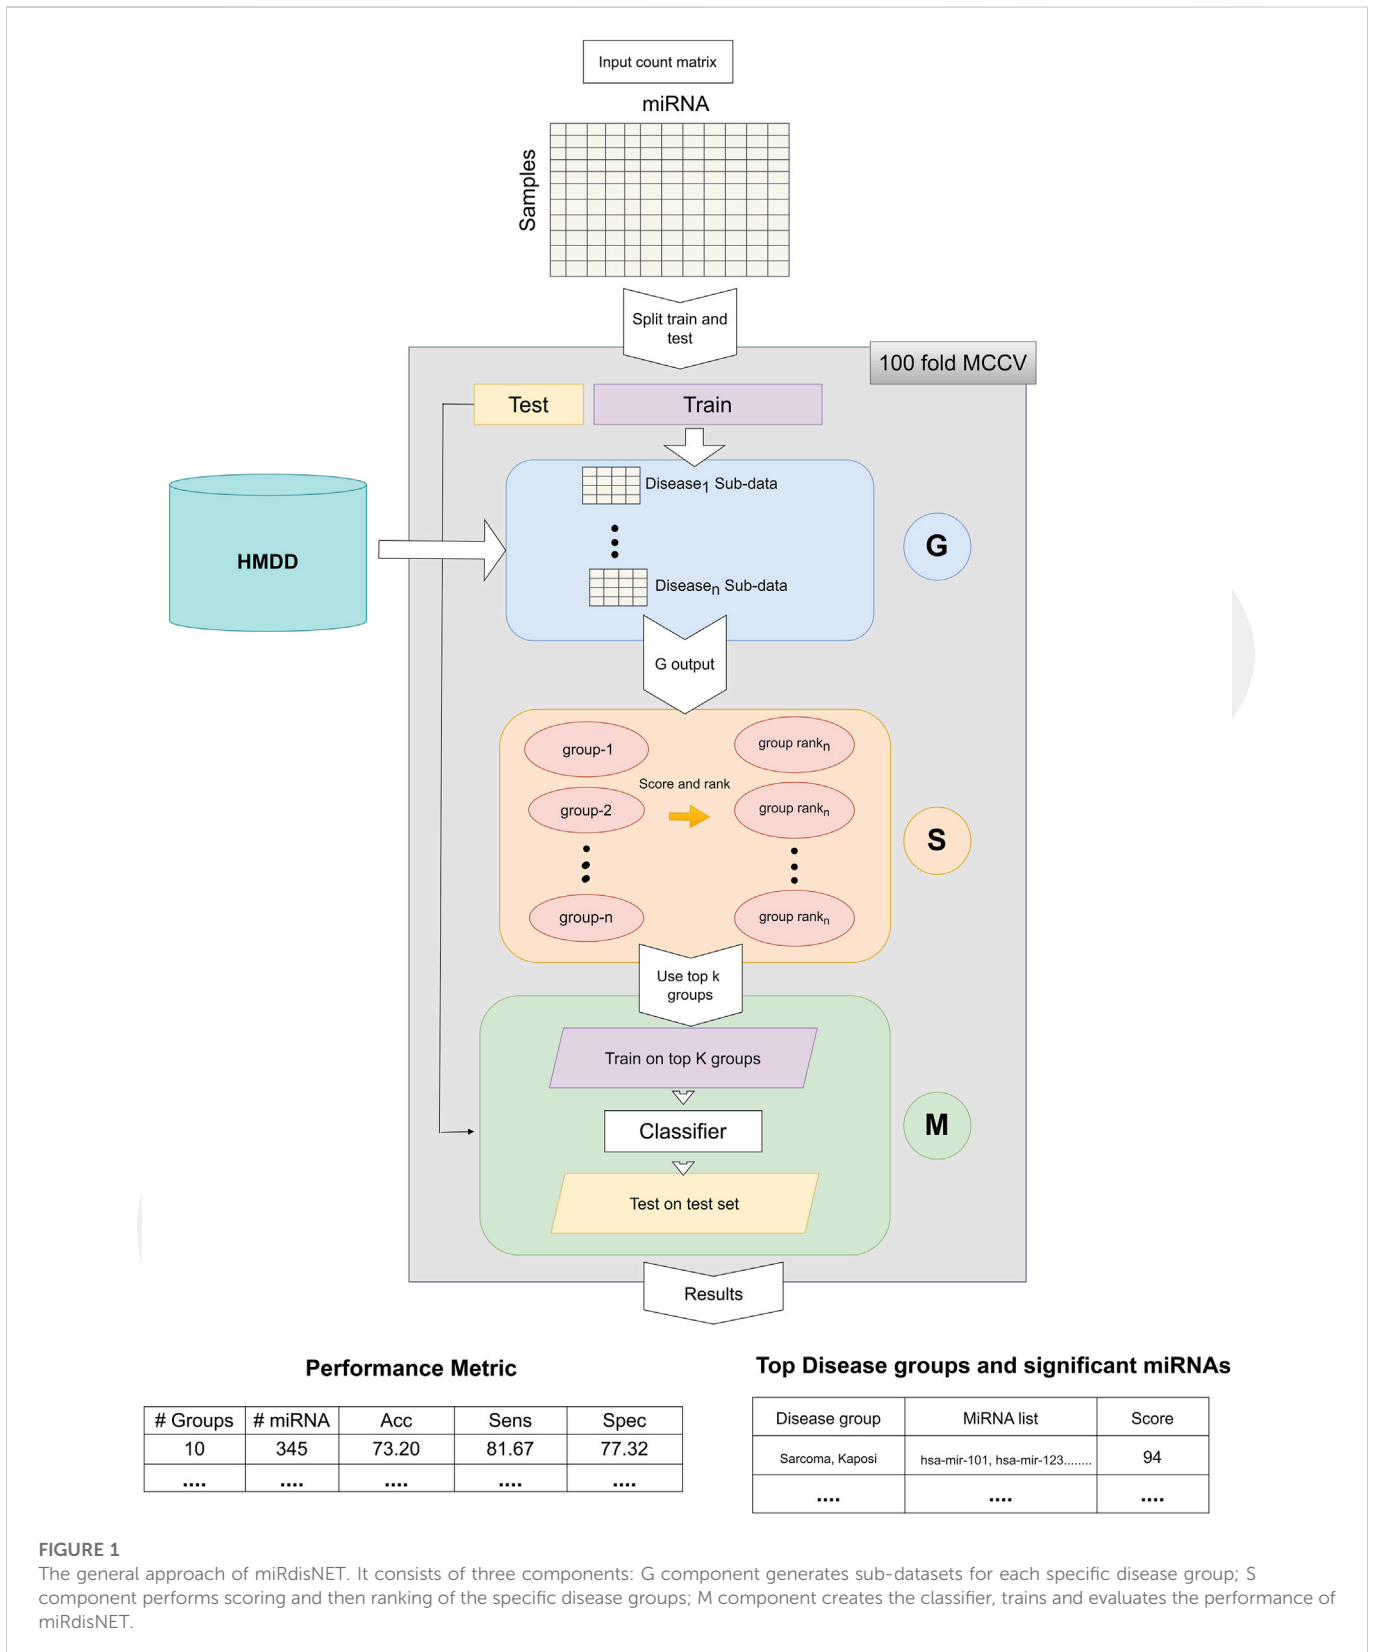 Input count matrix
miRNA
Samples
Split train and
test
100 fold MCCV
Test
Train
Disease1 Sub-data
HMDD
G
Diseasen Sub-data
G output
group-1
group rankn
Score and rank
group-2
group rankn
S
group-n
group rankn
Use top k
groups
Train on top K groups
Classifier
M
Test on test set
Results
Performance Metric
# Groups # miRNA Acc Sens Spec
10 345 73.20 81.67 77.32
.... .... .... .... ....
Top Disease groups and significant miRNAs
Disease group MiRNA list Score
Sarcoma, Kaposi hsa-mir-101, hsa-mir-123........ 94
.... .... ....
FIGURE 1
The general approach of miRdisNET. It consists of three components: G component generates sub-datasets for each specific disease group; S
component performs scoring and then ranking of the specific disease groups; M component creates the classifier, trains and evaluates the performance of
miRdisNET.